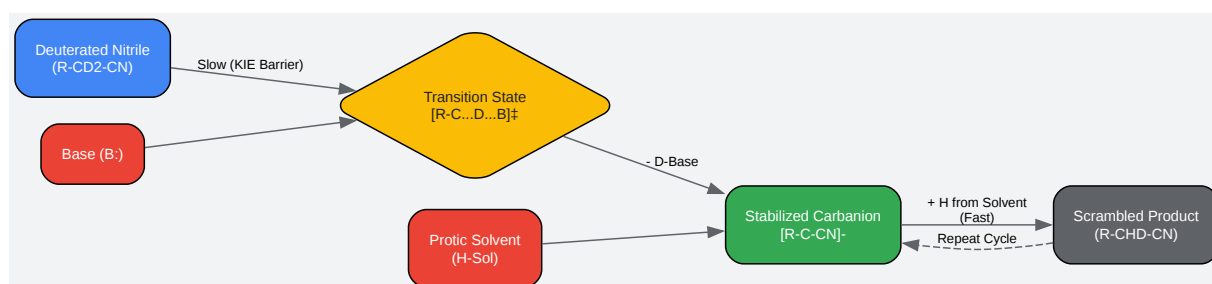 Deuterated Nitrile
(R-CD2-CN)
Slow (KIE Barrier)
Base (B:)
Transition State
[R-C...D...B]‡
- D-Base
Protic Solvent
(H-Sol)
Stabilized Carbanion
[R-C-CN]-
+ H from Solvent
(Fast)
Repeat Cycle
Scrambled Product
(R-CHD-CN)